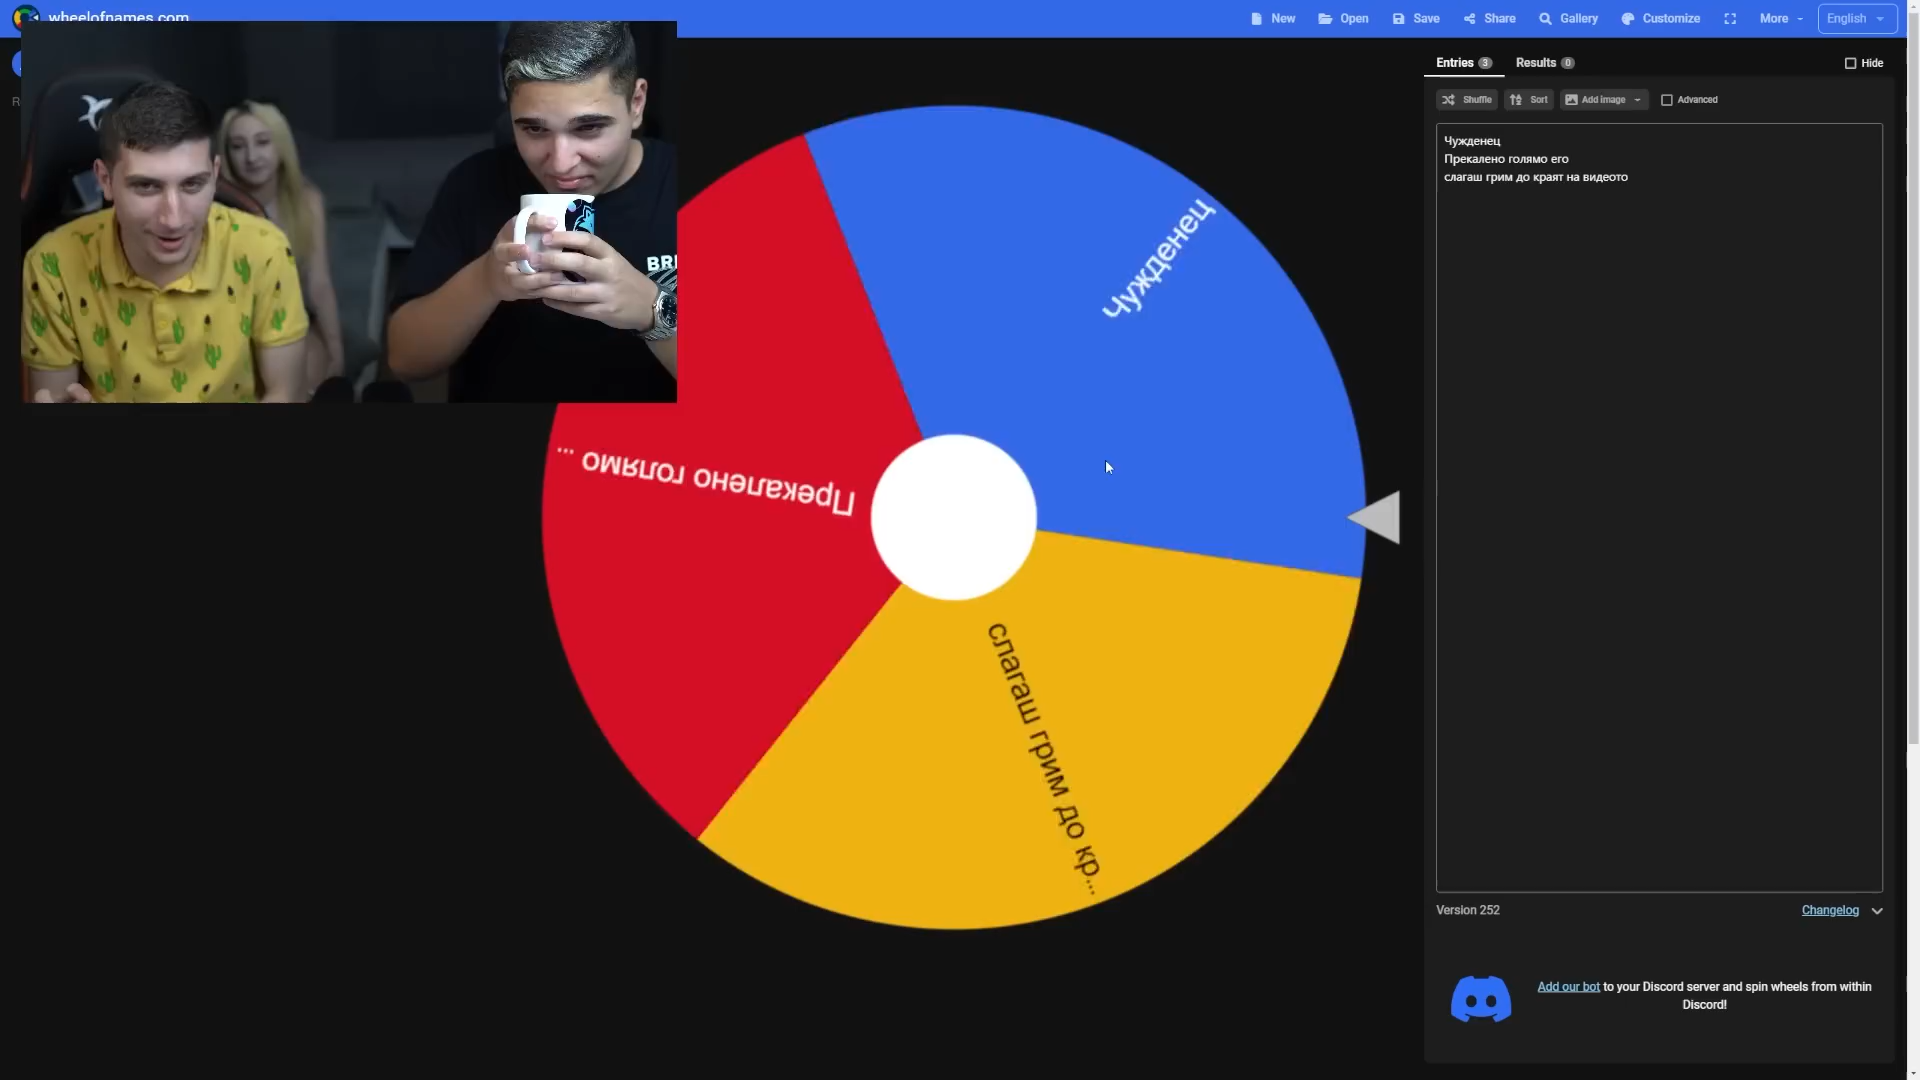 wheelofnames.com
New
Open
Save
Share
Gallery
Customize
More
English
Entries 3
Results 0
Hide
Shuffle
Sort
Add image
Advanced
Чужденец
Прекалено голямо его
слагаш грим до краят на видеото
BRI
Чужденец
Прекалено голямо ...
слагаш грим до кр...
Version 252
Changelog
Add our bot to your Discord server and spin wheels from within
Discord!